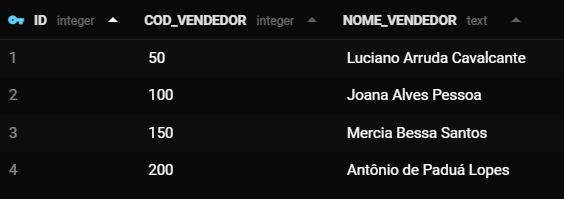 ID integer COD_VENDEDOR integer NOME_VENDEDOR text
1 50 Luciano Arruda Cavalcante
2 100 Joana Alves Pessoa
3 150 Mercia Bessa Santos
4 200 Antônio de Paduá Lopes